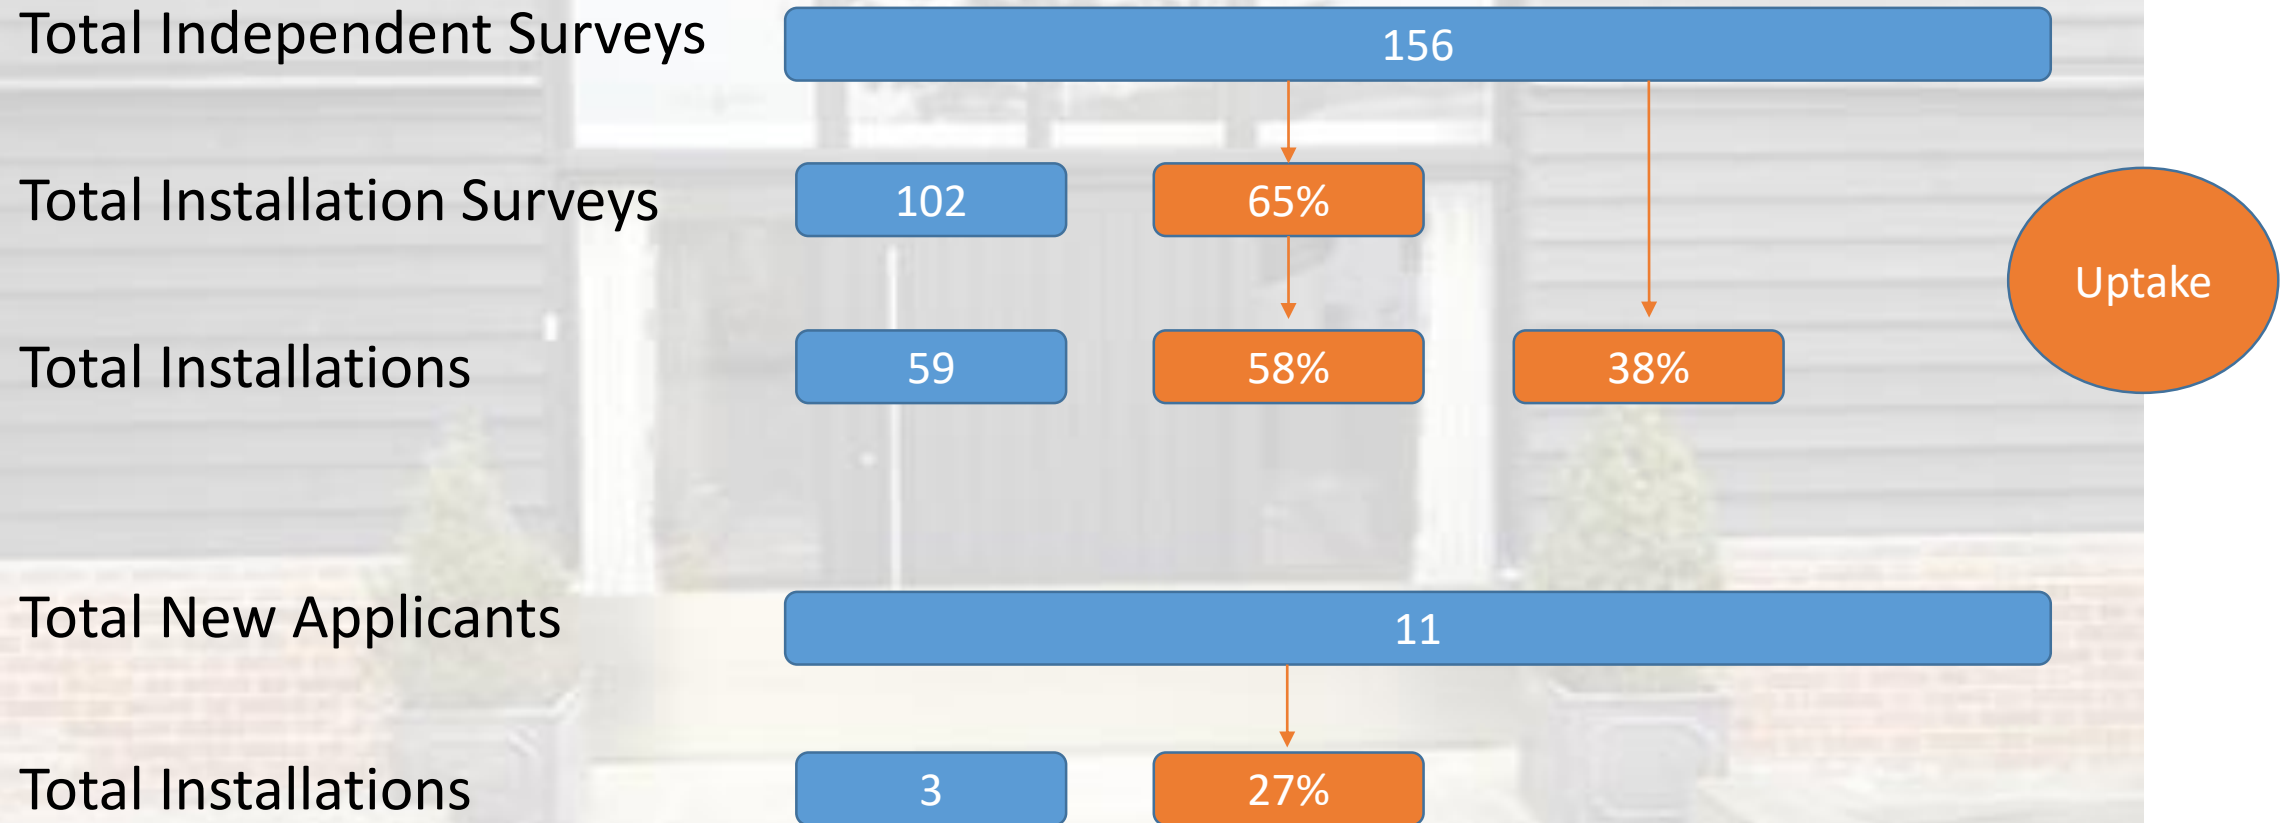 Total Independent Surveys 156
Total Installation Surveys 102 65%
Uptake
Total Installations 59 58% 38%
Total New Applicants 11
Total Installations 3 27%